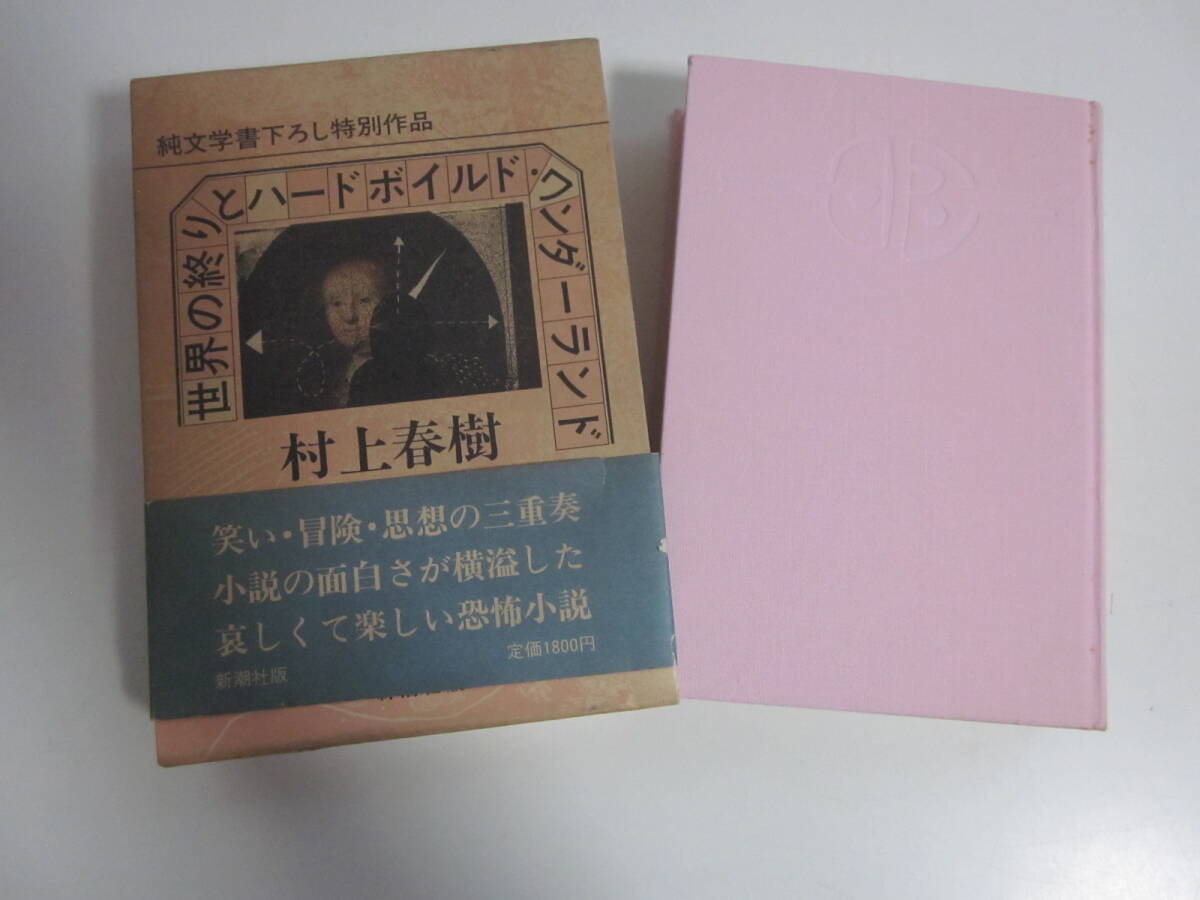 純文学書下ろし特別作品
世界の終りとハードボイルド・ワンダーランド
村上春樹
笑い・冒険・思想の三重奏
小説の面白さが横溢した
哀しくて楽しい恐怖小説
定価1800円
新潮社版